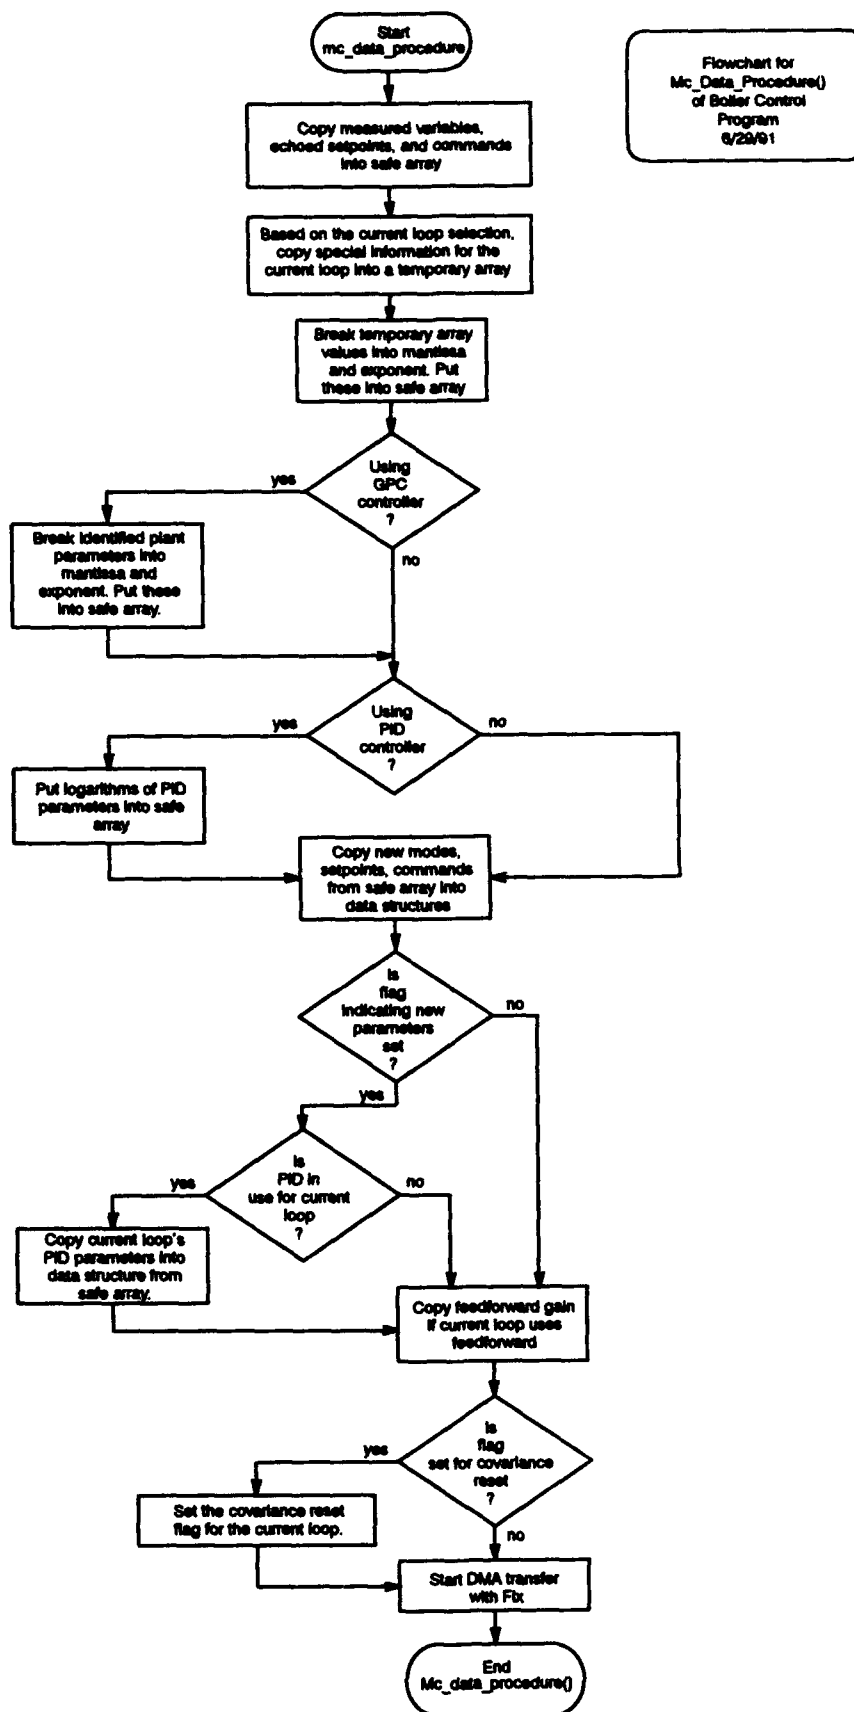 Start
mc_data_procedure
Flowchart for
Mc_Data_Procedure()
of Boiler Control
Program
6/29/91
Copy measured variables,
echoed setpoints, and commands
into safe array
Based on the current loop selection,
copy special information for the
current loop into a temporary array
Break temporary array
values into mantissa
and exponent. Put
these into safe array
Using
GPC
controller
?
yes
no
Break identified plant
parameters into
mantissa and
exponent. Put these
into safe array.
Using
PID
controller
?
yes
no
Put logarithms of PID
parameters into safe
array
Copy new modes,
setpoints, commands
from safe array into
data structures
Is
flag
indicating new
parameters
set
?
no
yes
Is
PID in
use for current
loop
?
yes
no
Copy current loop's
PID parameters into
data structure from
safe array.
Copy feedforward gain
if current loop uses
feedforward
Is
flag
set for covariance
reset
?
yes
no
Set the covariance reset
flag for the current loop.
Start DMA transfer
with Fix
End
Mc_data_procedure()